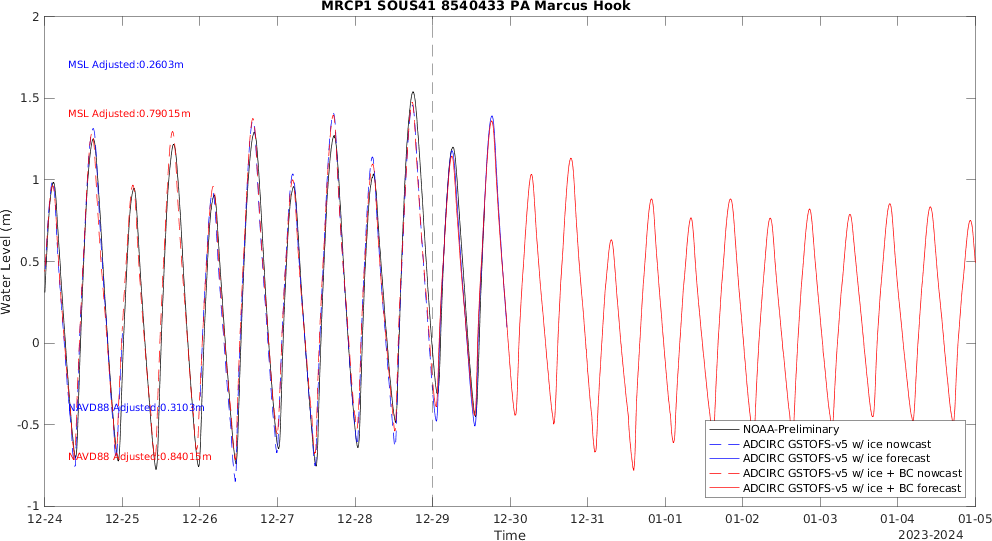 MRCP1 SOUS41 8540433 PA Marcus Hook
2
1.5
1
0.5
0
-0.5
-1
Water Level (m)
MSL Adjusted:0.2603m
MSL Adjusted:0.79015m
NAVD88 Adjusted:0.3103m
NAVD88 Adjusted:0.84015m
NOAA-Preliminary
ADCIRC GSTOFS-v5 w/ ice nowcast
ADCIRC GSTOFS-v5 w/ ice forecast
ADCIRC GSTOFS-v5 w/ ice + BC nowcast
ADCIRC GSTOFS-v5 w/ ice + BC forecast
12-24 12-25 12-26 12-27 12-28 12-29 12-30 12-31 01-01 01-02 01-03 01-04 01-05
Time
2023-2024